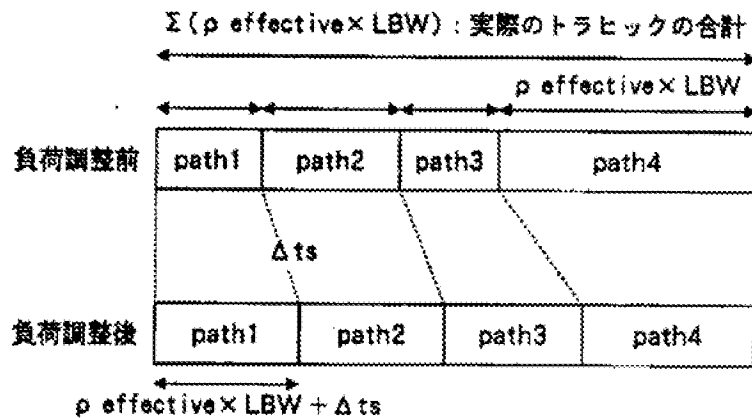 Σ(ρ effective×LBW):実際のトラヒックの合計
ρ effective×LBW
負荷調整前 path1 path2 path3 path4
Δts
負荷調整後 path1 path2 path3 path4
ρ effective×LBW+Δts